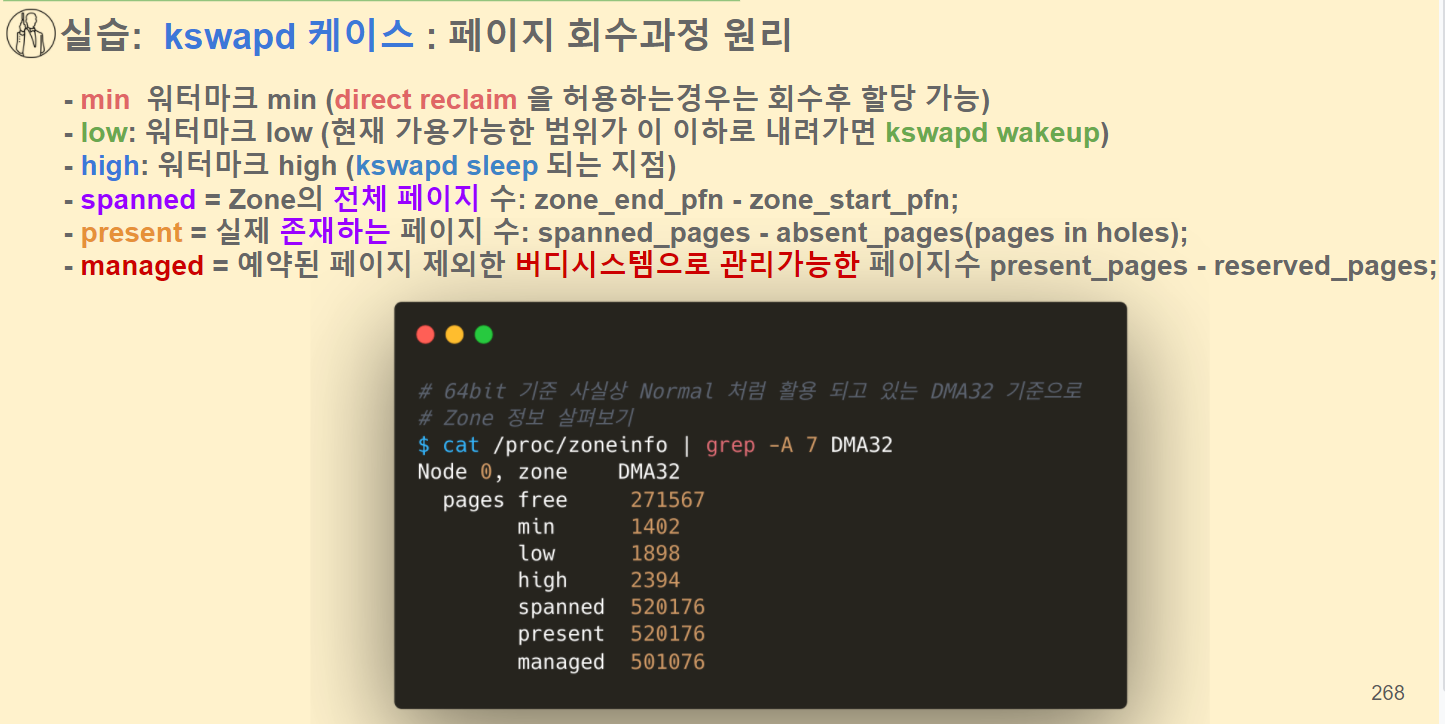 실습: kswapd 케이스 : 페이지 회수과정 원리
- min 워터마크 min (direct reclaim 을 허용하는경우는 회수후 할당 가능)
- low: 워터마크 low (현재 가용가능한 범위가 이 이하로 내려가면 kswapd wakeup)
- high: 워터마크 high (kswapd sleep 되는 지점)
- spanned = Zone의 전체 페이지 수: zone_end_pfn - zone_start_pfn;
- present = 실제 존재하는 페이지 수: spanned_pages - absent_pages(pages in holes);
- managed = 예약된 페이지 제외한 버디시스템으로 관리가능한 페이지수 present_pages - reserved_pages;
# 64bit 기준 사실상 Normal 처럼 활용 되고 있는 DMA32 기준으로
# Zone 정보 살펴보기
$ cat /proc/zoneinfo | grep -A 7 DMA32
Node 0, zone    DMA32
  pages free     271567
        min      1402
        low      1898
        high     2394
        spanned  520176
        present  520176
        managed  501076
268